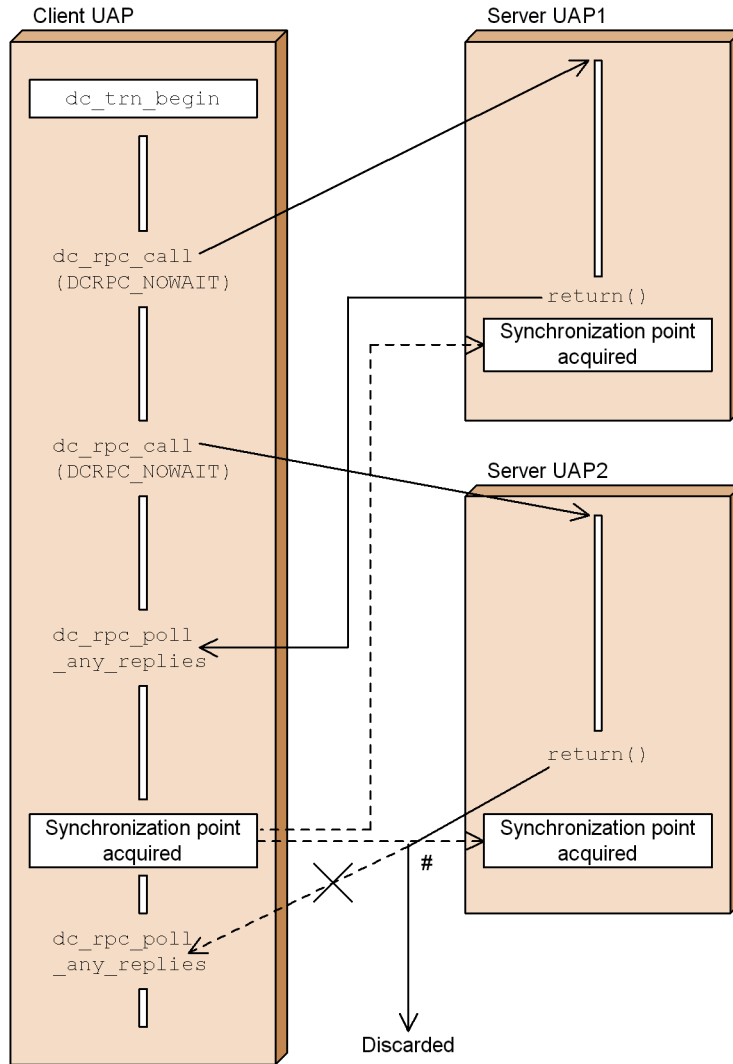 Client UAP
dc_trn_begin
dc_rpc_call
(DCRPC_NOWAIT)
dc_rpc_call
(DCRPC_NOWAIT)
dc_rpc_poll
_any_replies
Synchronization point
acquired
dc_rpc_poll
_any_replies
Server UAP1
return()
Synchronization point
acquired
Server UAP2
return()
Synchronization point
acquired
#
Discarded